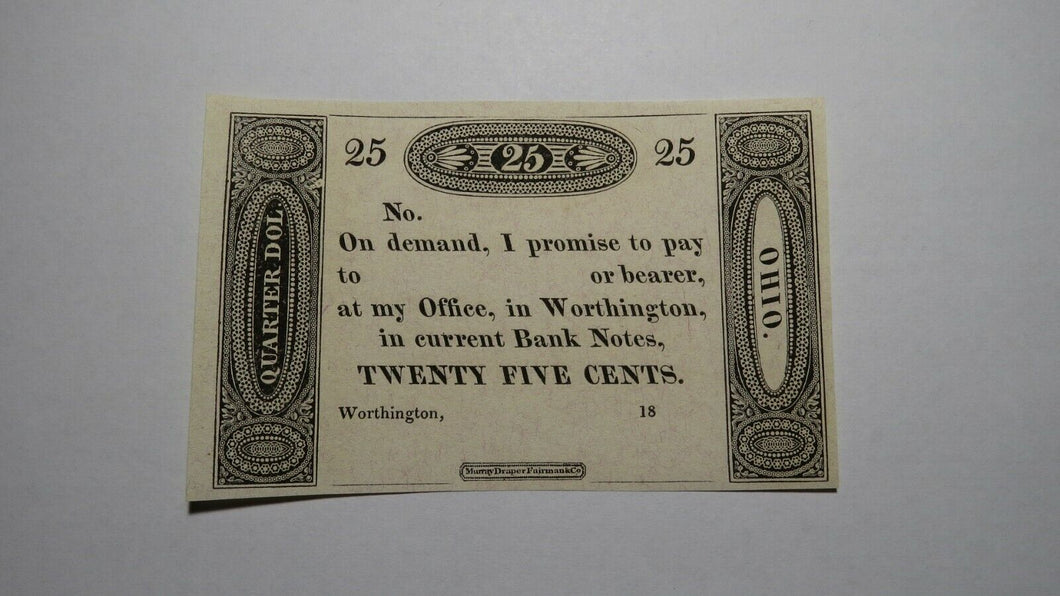 25 25 25
No.
On demand, I promise to pay
to or bearer,
at my Office, in Worthington,
in current Bank Notes,
TWENTY FIVE CENTS.
Worthington, 18
Murray Draper Fairman & Co
QUARTER DOL.
OHIO.